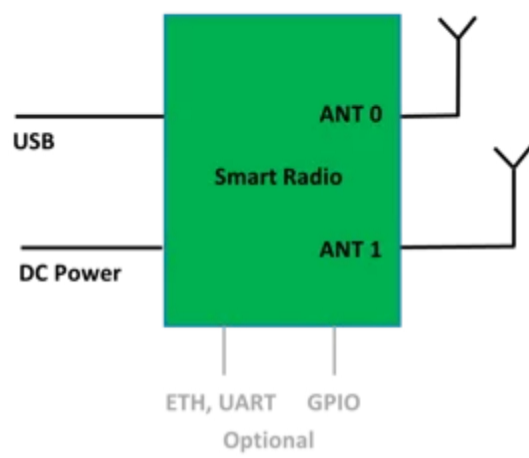 ANT 0
USB
Smart Radio
ANT 1
DC Power
ETH, UART GPIO
Optional